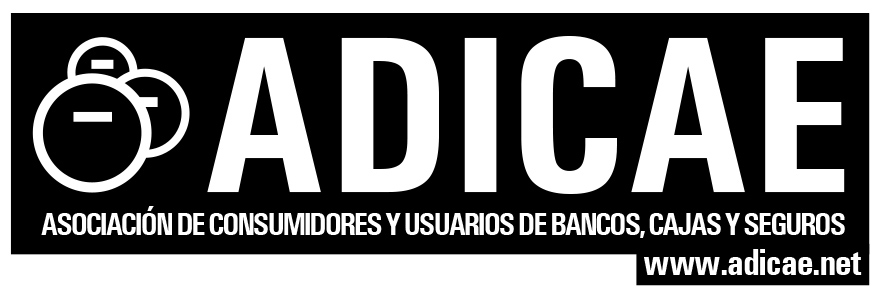 ADICAE
ASOCIACIÓN DE CONSUMIDORES Y USUARIOS DE BANCOS, CAJAS Y SEGUROS
www.adicae.net